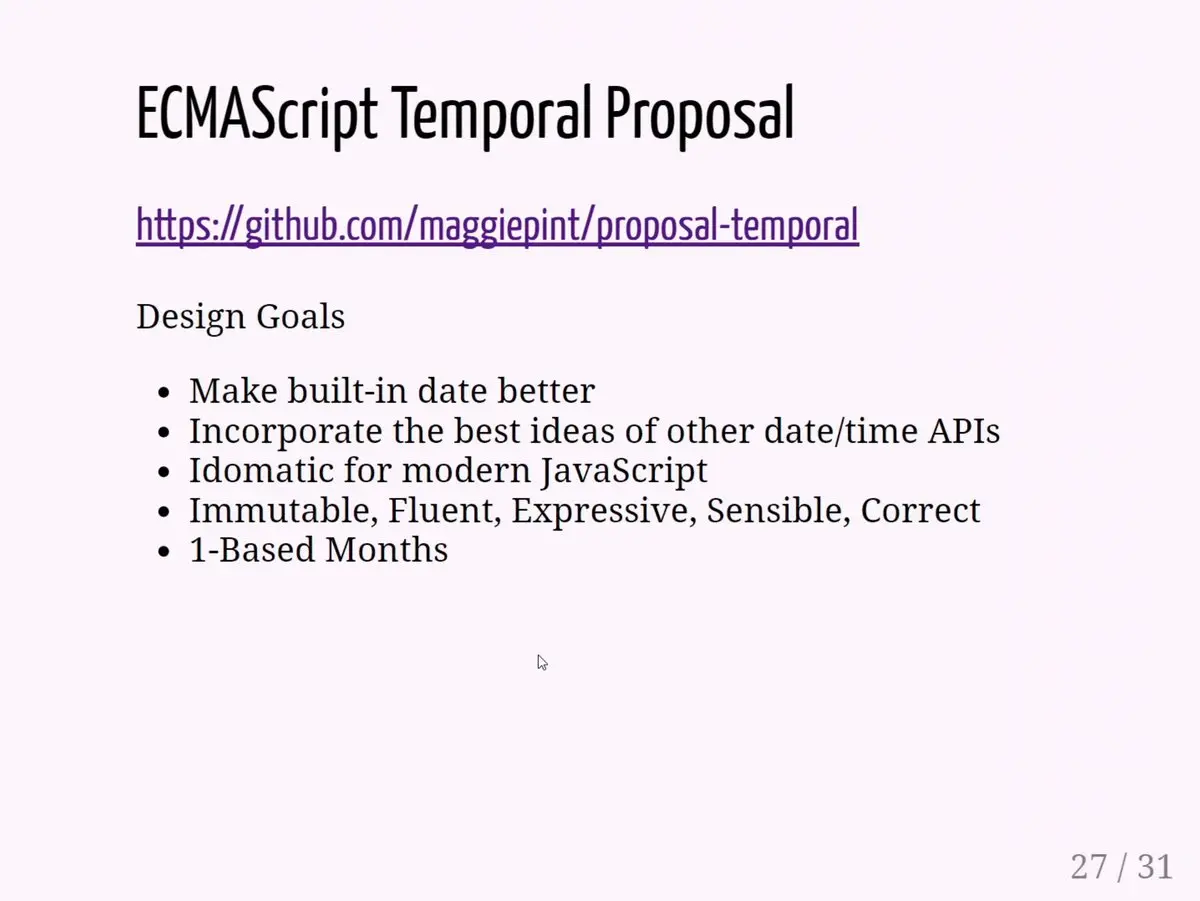 ECMAScript Temporal Proposal
https://github.com/maggiepint/proposal-temporal
Design Goals
• Make built-in date better
• Incorporate the best ideas of other date/time APIs
• Idomatic for modern JavaScript
• Immutable, Fluent, Expressive, Sensible, Correct
• 1-Based Months
27 / 31